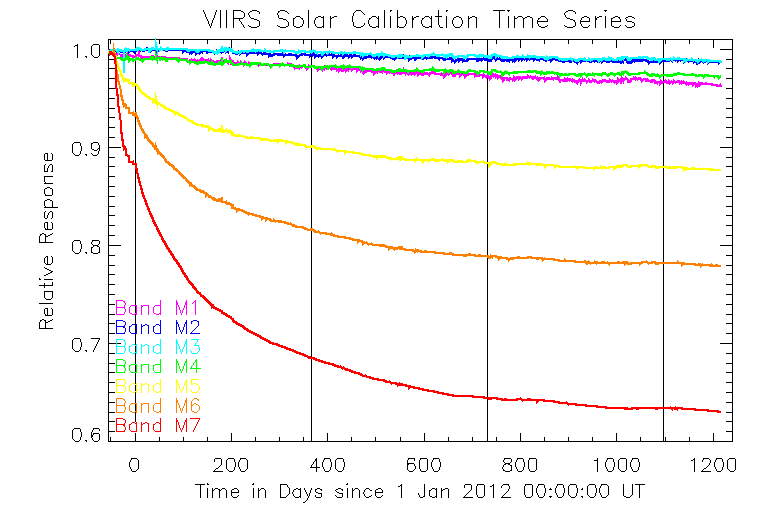 VIIRS Solar Calibration Time Series
1.0
0.9
0.8
0.7
0.6
Relative Response
Band M1
Band M2
Band M3
Band M4
Band M5
Band M6
Band M7
0 200 400 600 800 1000 1200
Time in Days since 1 Jan 2012 00:00:00 UT